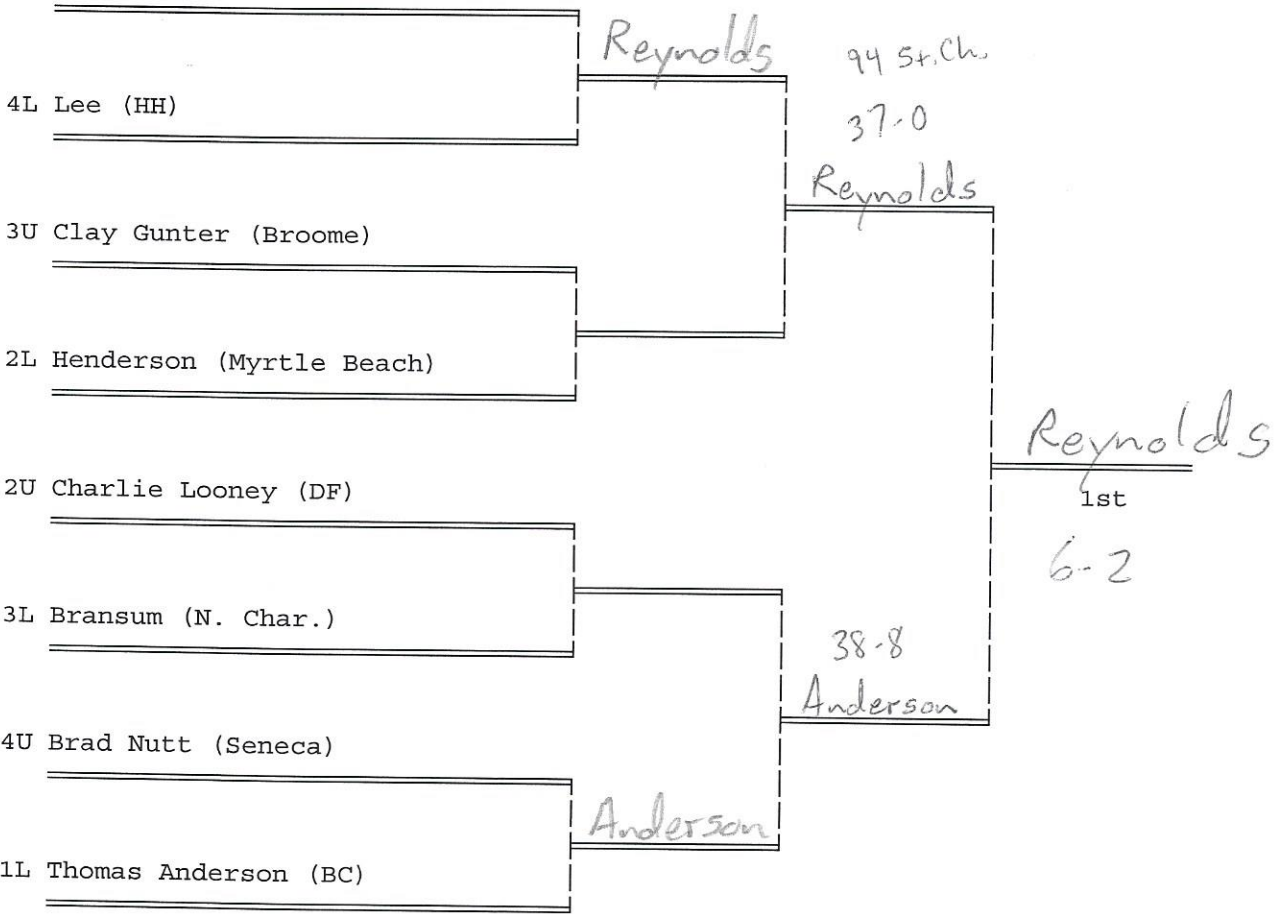 Reynolds
94 St. Ch.
4L Lee (HH)
37-0
Reynolds
3U Clay Gunter (Broome)
2L Henderson (Myrtle Beach)
Reynolds
2U Charlie Looney (DF)
1st
6-2
3L Bransum (N. Char.)
38-8
Anderson
4U Brad Nutt (Seneca)
Anderson
1L Thomas Anderson (BC)